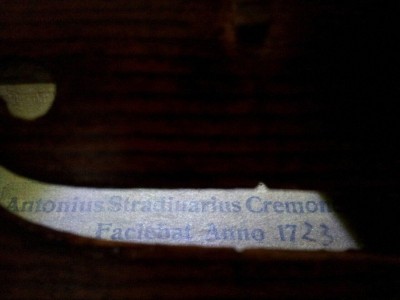 Antonius Stradiuarius Cremon
Faciebat Anno 1723